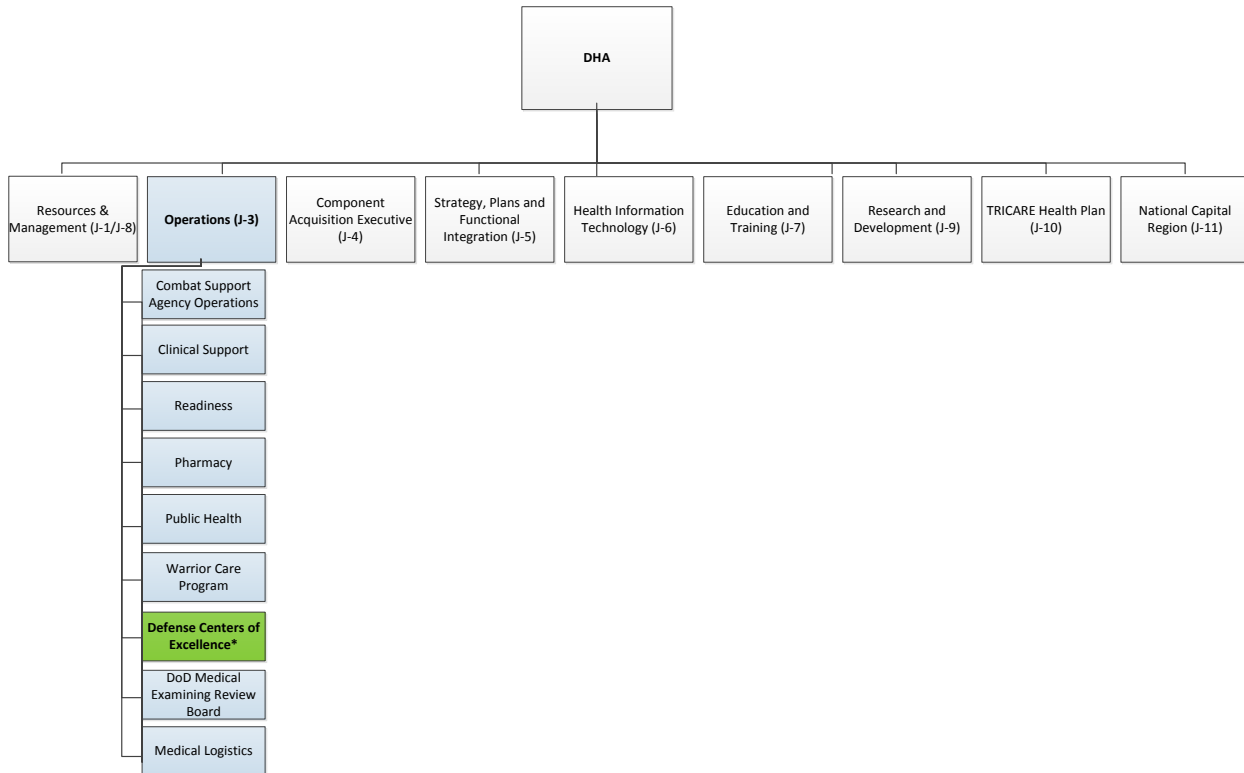 DHA
Resources &
Management (J-1/J-8)
Operations (J-3)
Component
Acquisition Executive
(J-4)
Strategy, Plans and
Functional
Integration (J-5)
Health Information
Technology (J-6)
Education and
Training (J-7)
Research and
Development (J-9)
TRICARE Health Plan
(J-10)
National Capital
Region (J-11)
Combat Support
Agency Operations
Clinical Support
Readiness
Pharmacy
Public Health
Warrior Care
Program
Defense Centers of
Excellence*
DoD Medical
Examining Review
Board
Medical Logistics